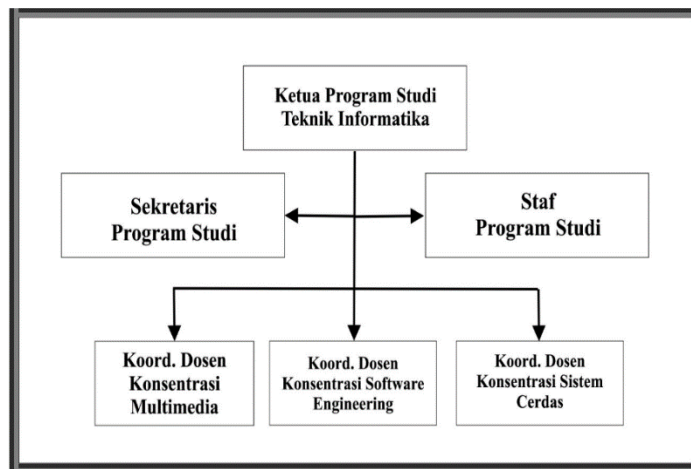 Ketua Program Studi
Teknik Informatika
Sekretaris
Program Studi
Staf
Program Studi
Koord. Dosen
Konsentrasi
Multimedia
Koord. Dosen
Konsentrasi Software
Engineering
Koord. Dosen
Konsentrasi Sistem
Cerdas